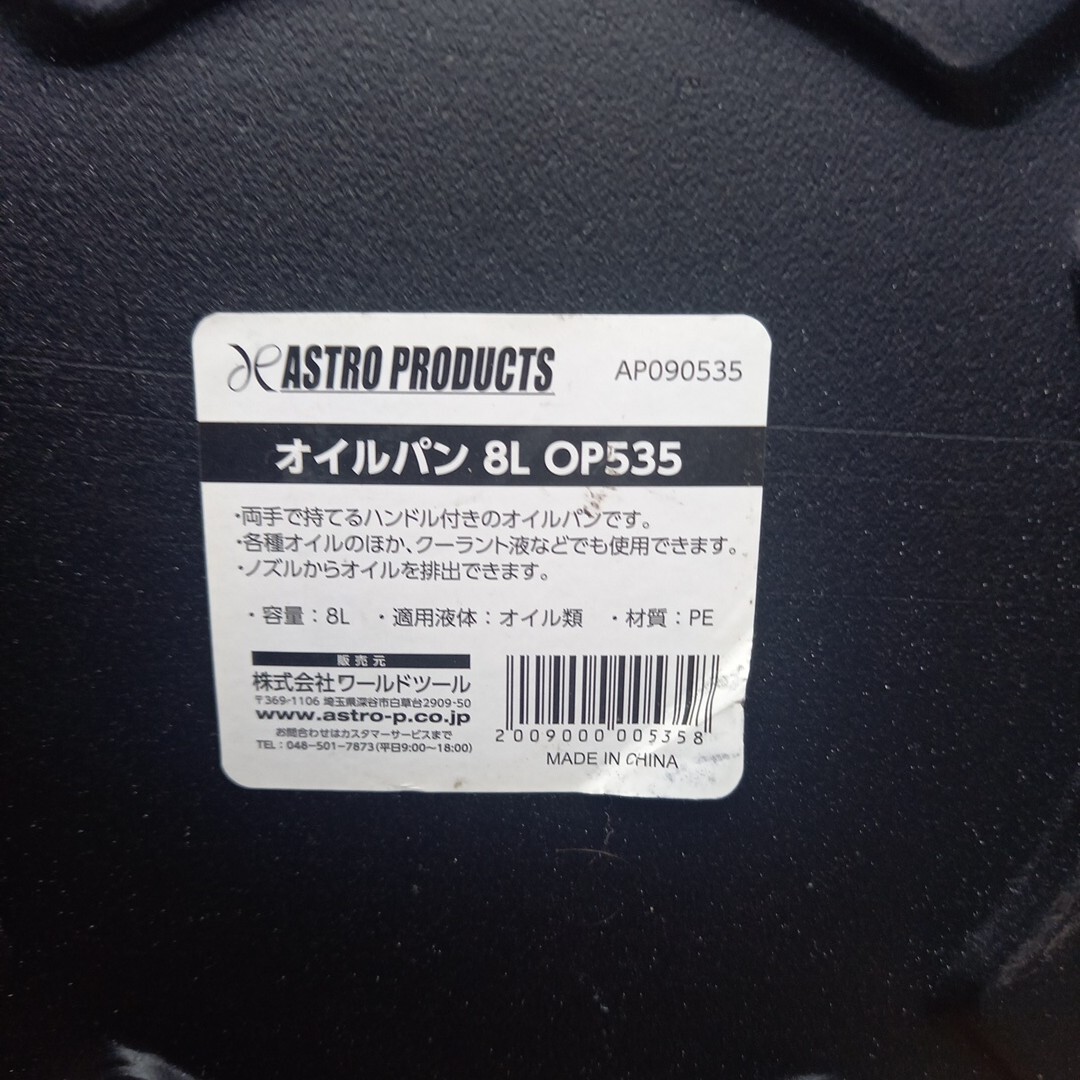 ASTRO PRODUCTS AP090535
オイルパン 8L OP535
・両手で持てるハンドル付きのオイルパンです。
・各種オイルのほか、クーラント液などでも使用できます。
・ノズルからオイルを排出できます。
・容量：8L ・適用液体：オイル類 ・材質：PE
販売元
株式会社ワールドツール
〒369-1106 埼玉県深谷市白草台2909-50
www.astro-p.co.jp
お問合わせはカスタマーサービスまで
TEL：048-501-7873（平日9:00～18:00）
2 009000 005358
MADE IN CHINA